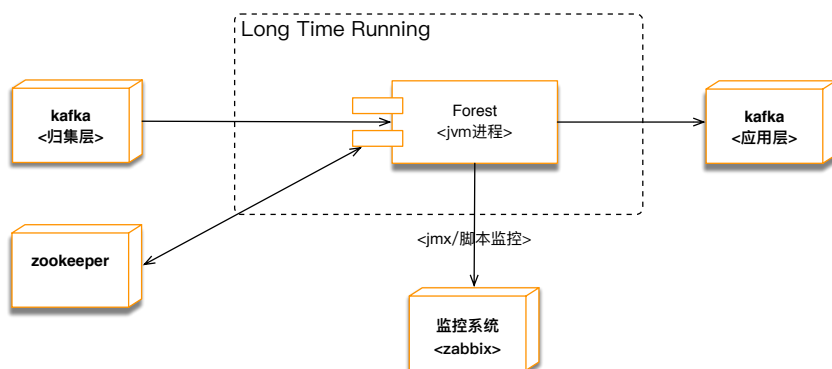 Long Time Running
kafka
<归集层>
Forest
<jvm进程>
kafka
<应用层>
zookeeper
<jmx/脚本监控>
监控系统
<zabbix>